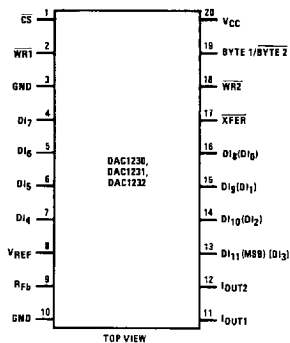 CS 1
WR1 2
GND 3
DI7 4
DI6 5
DI5 6
DI4 7
VREF 8
RFb 9
GND 10
DAC1230,
DAC1231,
DAC1232
20 VCC
19 BYTE 1/BYTE 2
18 WR2
17 XFER
16 DI8(DI0)
15 DI9(DI1)
14 DI10(DI2)
13 DI11(MSB) (DI3)
12 IOUT2
11 IOUT1
TOP VIEW